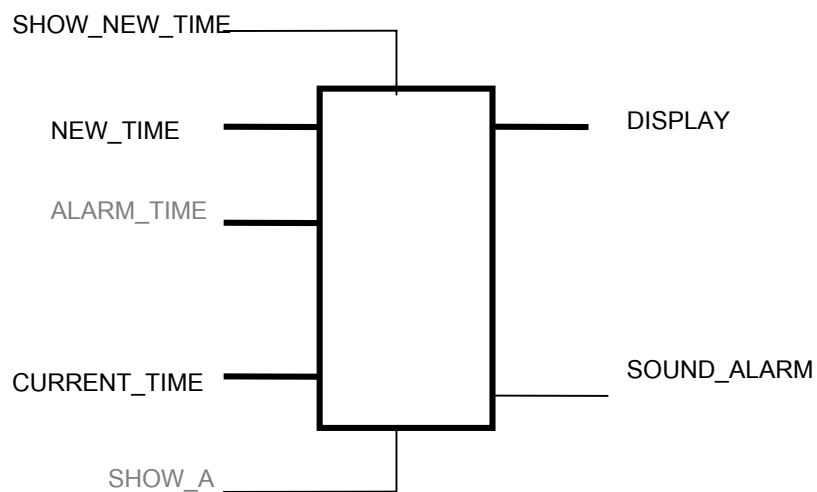 SHOW_NEW_TIME
NEW_TIME
DISPLAY
ALARM_TIME
CURRENT_TIME
SOUND_ALARM
SHOW_A